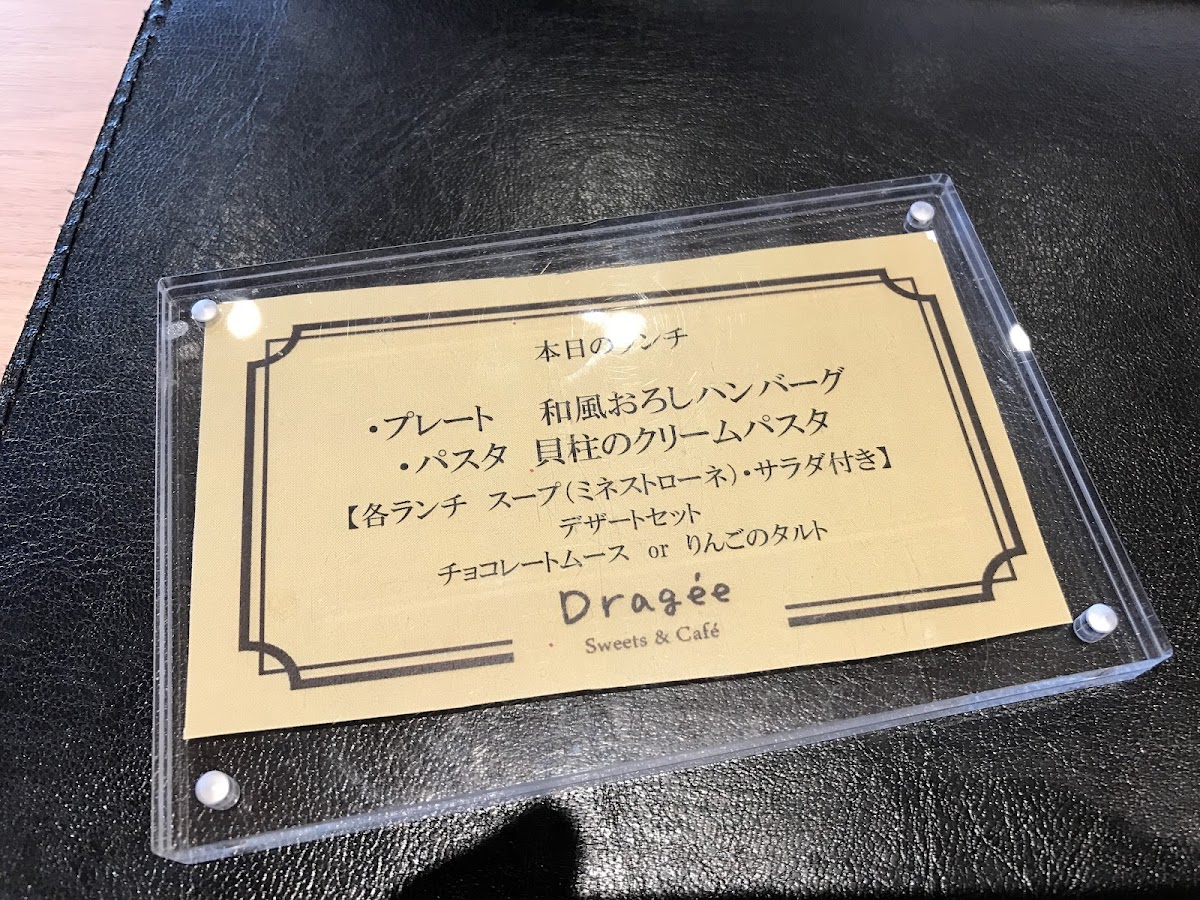 本日のランチ
・プレート 和風おろしハンバーグ
・パスタ 貝柱のクリームパスタ
【各ランチ スープ(ミネストローネ)・サラダ付き】
デザートセット
チョコレートムース or りんごのタルト
Dragée
Sweets & Café